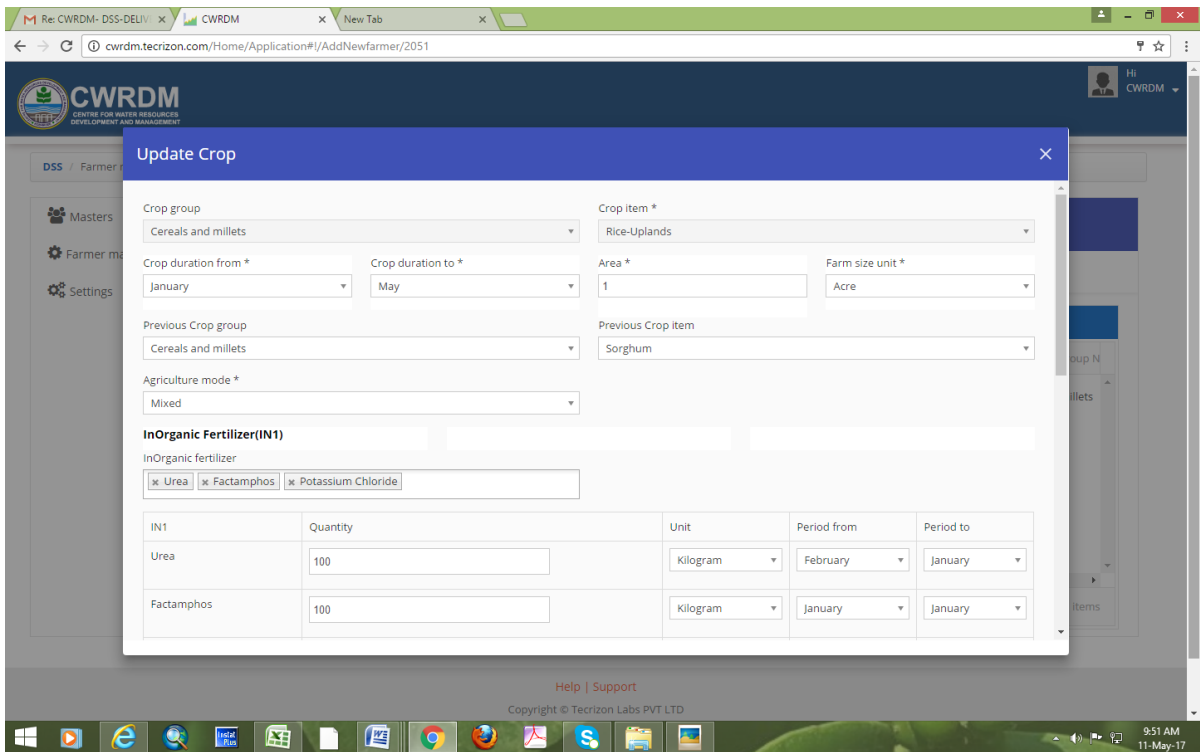 Re: CWRDM- DSS-DELIV
CWRDM
New Tab
cwrdm.tecrizon.com/Home/Application#!/AddNewfarmer/2051
CWRDM
CENTRE FOR WATER RESOURCES
DEVELOPMENT AND MANAGEMENT
Hi
CWRDM
DSS / Farmer
Masters
Farmer ma
Settings
Update Crop
Crop group
Crop item *
Cereals and millets
Rice-Uplands
Crop duration from *
Crop duration to *
Area *
Farm size unit *
January
May
1
Acre
Previous Crop group
Previous Crop item
Cereals and millets
Sorghum
Agriculture mode *
Mixed
InOrganic Fertilizer(IN1)
InOrganic fertilizer
× Urea × Factamphos × Potassium Chloride
IN1 Quantity Unit Period from Period to
Urea 100 Kilogram February January
Factamphos 100 Kilogram January January
oup N
illets
items
Help | Support
Copyright © Tecrizon Labs PVT LTD
Instat
Plus
9:51 AM
11-May-17